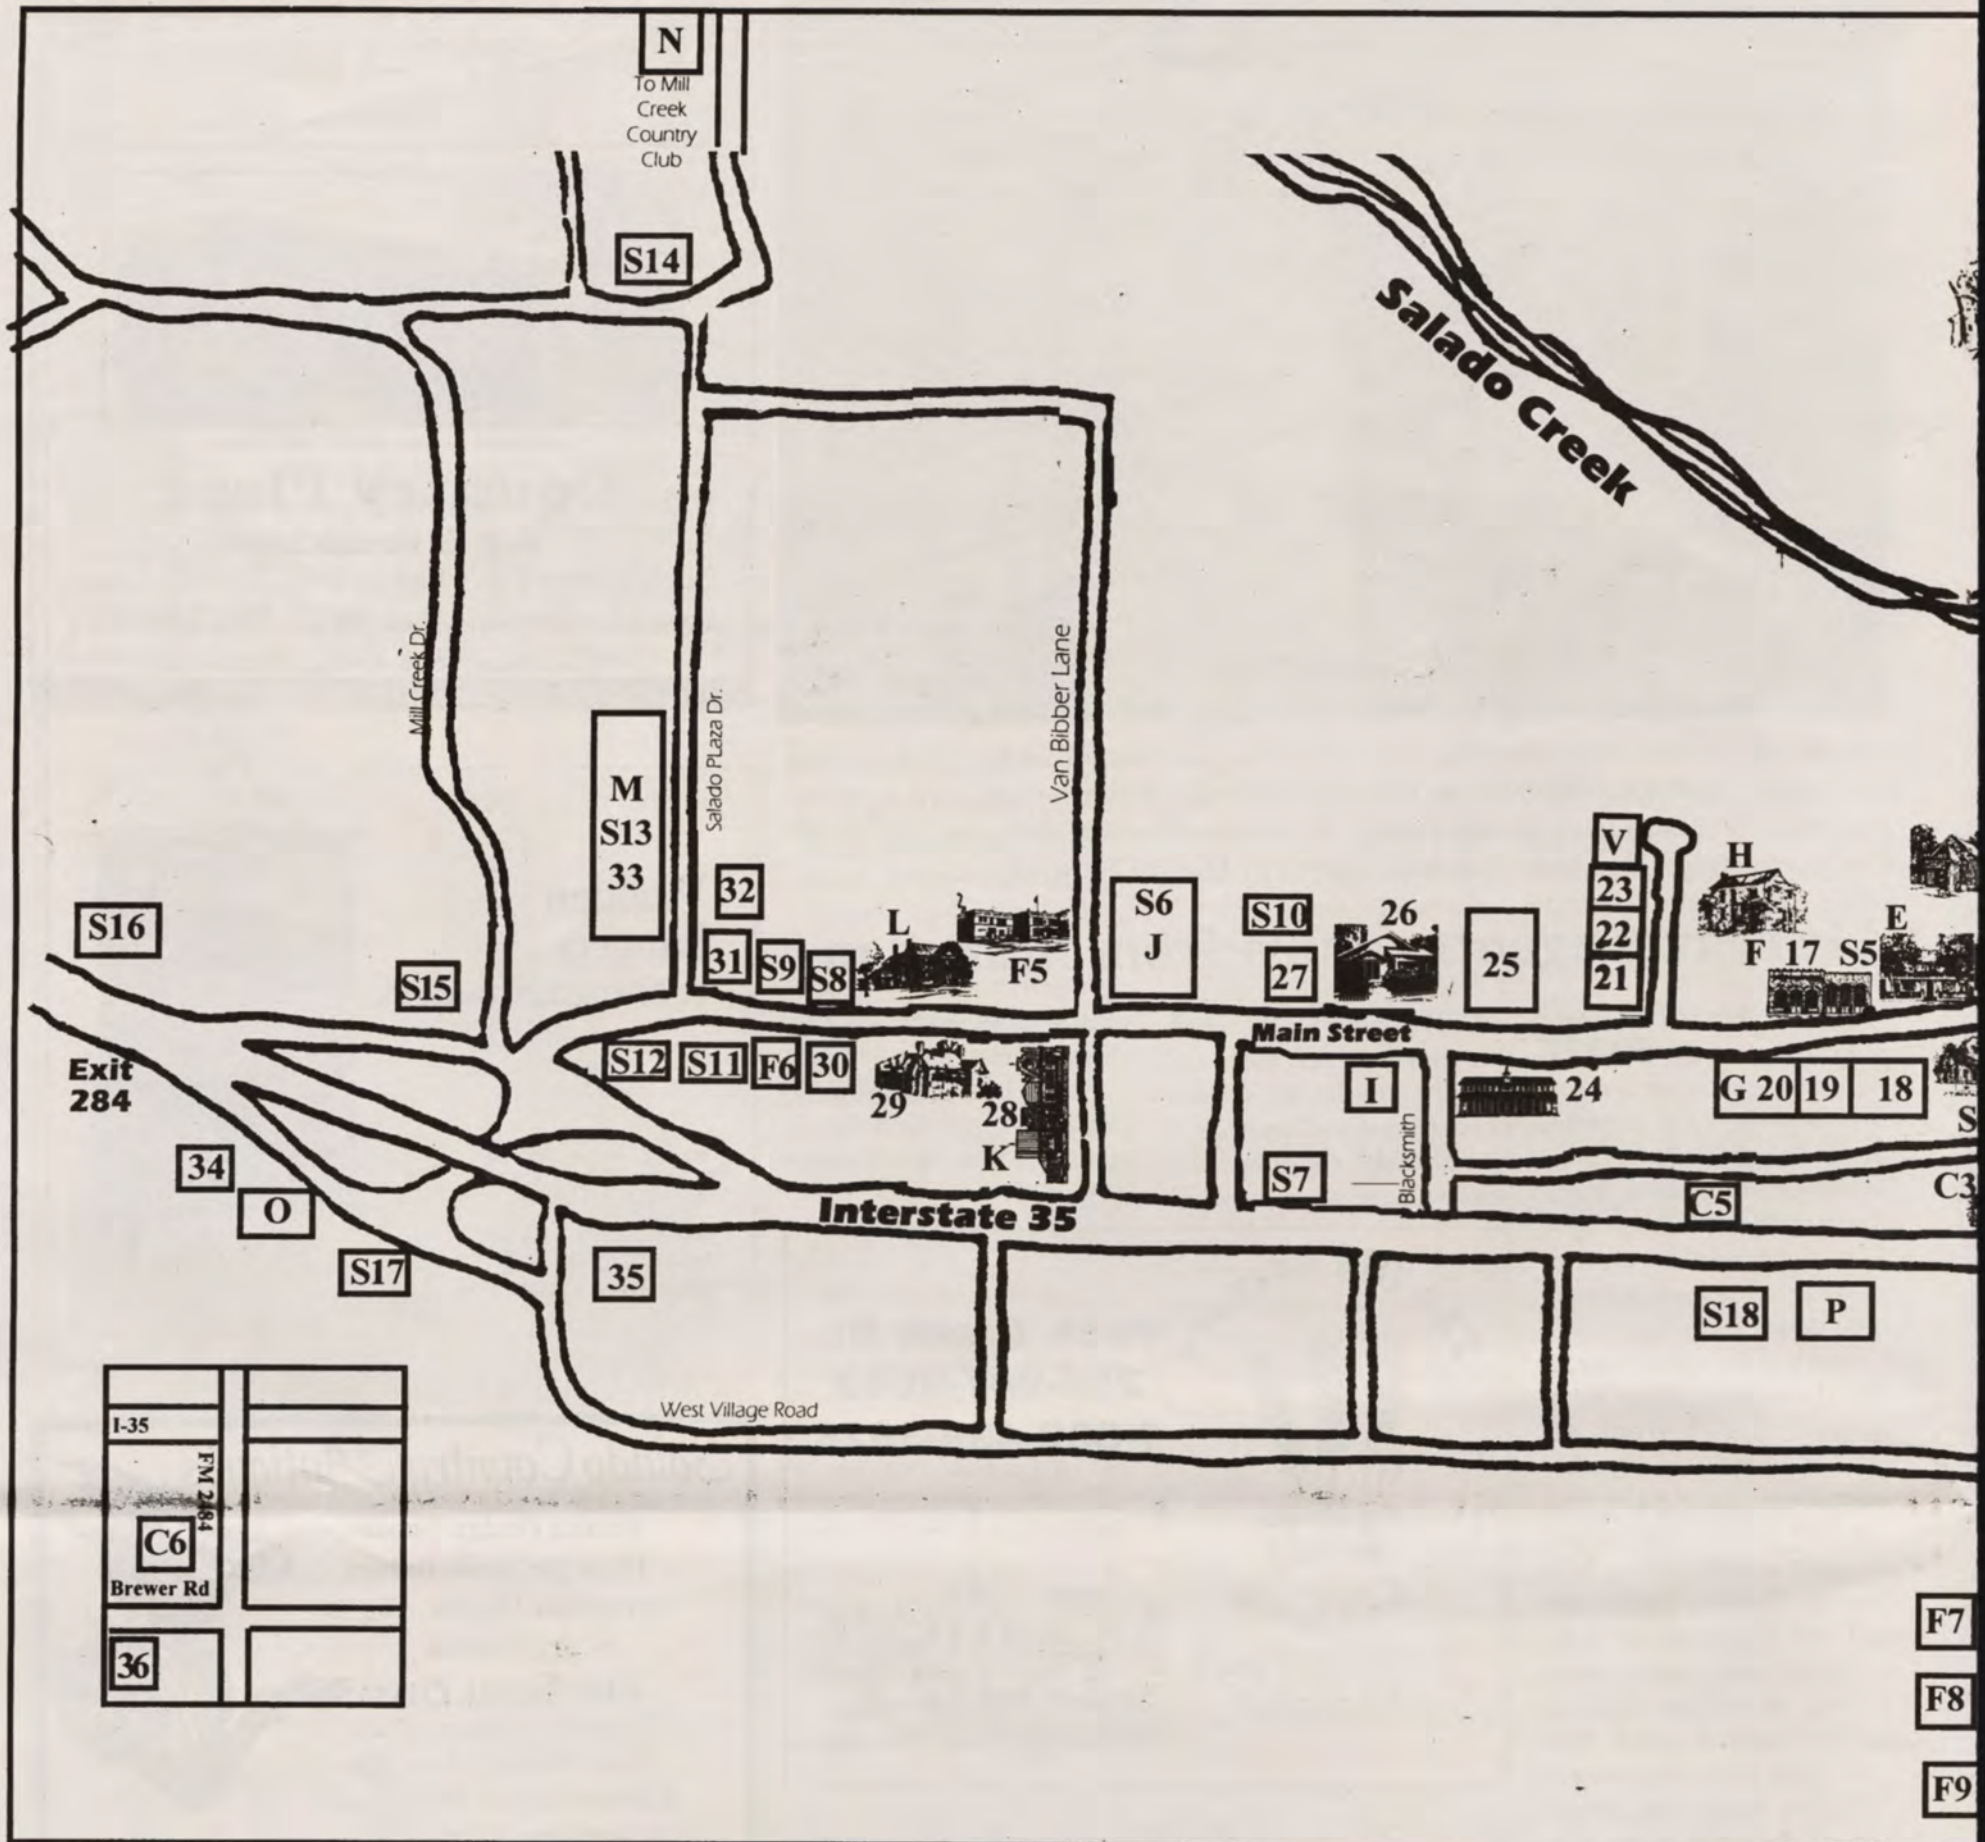 N
To Mill
Creek
Country
Club
S14
Salado Creek
Mill Creek Dr.
Salado PLaza Dr.
Van Bibber Lane
M
S13
33
32
31
S9
S8
L
F5
S6
J
S10
27
26
25
V
23
22
21
H
F 17 S5
E
S16
S15
Main Street
Exit
284
S12
S11
F6
30
29
28
K
I
Blacksmith
24
G 20 19 18
S
34
O
S17
S7
C5
C3
Interstate 35
35
S18
P
West Village Road
I-35
FM 2484
C6
Brewer Rd
36
F7
F8
F9